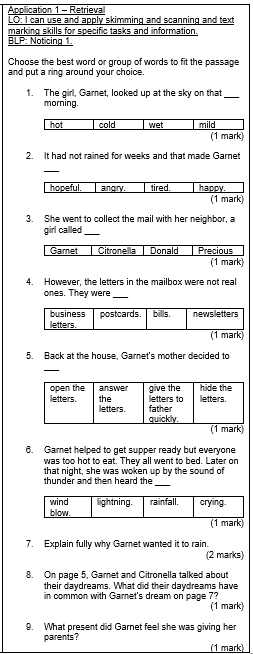 Application 1 – Retrieval
LO: I can use and apply skimming and scanning and text
marking skills for specific tasks and information.
BLP: Noticing 1.
Choose the best word or group of words to fit the passage
and put a ring around your choice.
1. The girl, Garnet, looked up at the sky on that ___
morning.
hot cold wet mild
(1 mark)
2. It had not rained for weeks and that made Garnet
___
hopeful. angry. tired. happy.
(1 mark)
3. She went to collect the mail with her neighbor, a
girl called ___
Garnet Citronella Donald Precious
(1 mark)
4. However, the letters in the mailbox were not real
ones. They were ___
business postcards. bills. newsletters
letters.
(1 mark)
5. Back at the house, Garnet's mother decided to
___
open the answer give the hide the
letters. the letters to letters.
letters. father
quickly.
(1 mark)
6. Garnet helped to get supper ready but everyone
was too hot to eat. They all went to bed. Later on
that night, she was woken up by the sound of
thunder and then heard the ___
wind lightning. rainfall. crying.
blow.
(1 mark)
7. Explain fully why Garnet wanted it to rain.
(2 marks)
8. On page 5, Garnet and Citronella talked about
their daydreams. What did their daydreams have
in common with Garnet's dream on page 7?
(1 mark)
9. What present did Garnet feel she was giving her
parents?
(1 mark)